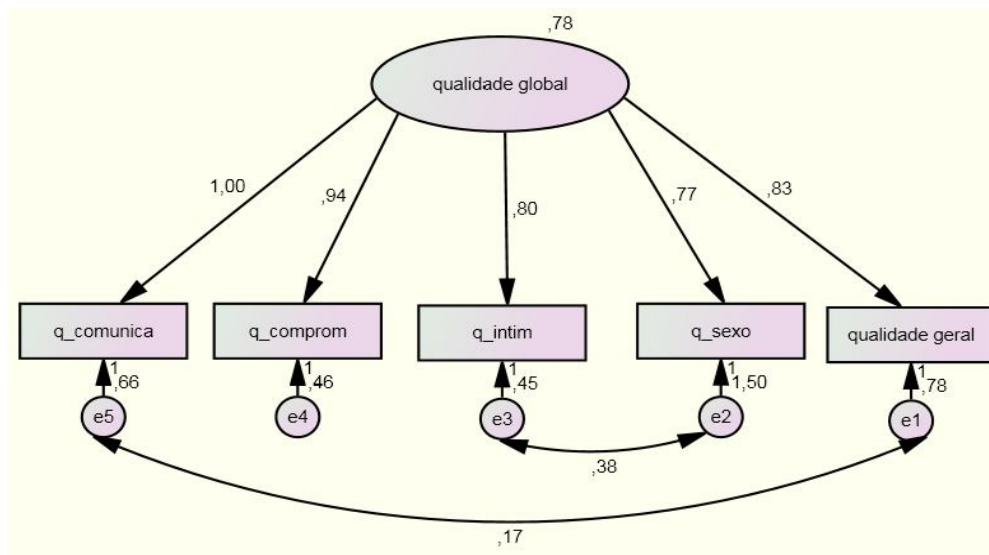 ,78
qualidade global
1,00
,94
,80
,77
,83
q_comunica
q_comprom
q_intim
q_sexo
qualidade geral
1
,66
1
,46
1
,45
1
1,50
1
,78
e5
e4
e3
e2
e1
,38
,17